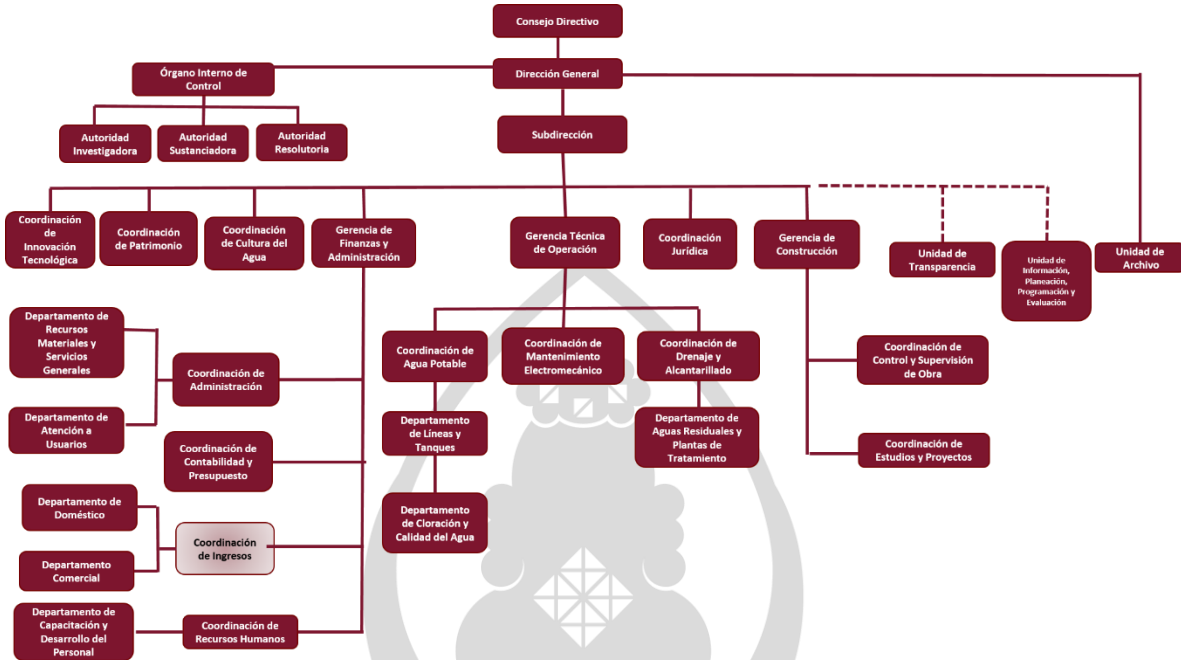 Consejo Directivo
Órgano Interno de
Control
Dirección General
Autoridad
Investigadora
Autoridad
Sustanciadora
Autoridad
Resolutoria
Subdirección
Coordinación
de
Innovación
Tecnológica
Coordinación
de Patrimonio
Coordinación
de Cultura del
Agua
Gerencia de
Finanzas y
Administración
Gerencia Técnica
de Operación
Coordinación
Jurídica
Gerencia de
Construcción
Unidad de
Transparencia
Unidad de
Información,
Planeación,
Programación y
Evaluación
Unidad de
Archivo
Departamento de
Recursos
Materiales y
Servicios
Generales
Coordinación de
Administración
Departamento de
Atención a
Usuarios
Coordinación de
Contabilidad y
Presupuesto
Departamento de
Doméstico
Coordinación
de Ingresos
Departamento
Comercial
Departamento de
Capacitación y
Desarrollo del
Personal
Coordinación de
Recursos Humanos
Coordinación de
Agua Potable
Coordinación de
Mantenimiento
Electromecánico
Coordinación de
Drenaje y
Alcantarillado
Departamento
de Líneas y
Tanques
Departamento de
Aguas Residuales y
Plantas de
Tratamiento
Departamento
de Cloración y
Calidad del Agua
Coordinación de
Control y Supervisión
de Obra
Coordinación de
Estudios y Proyectos